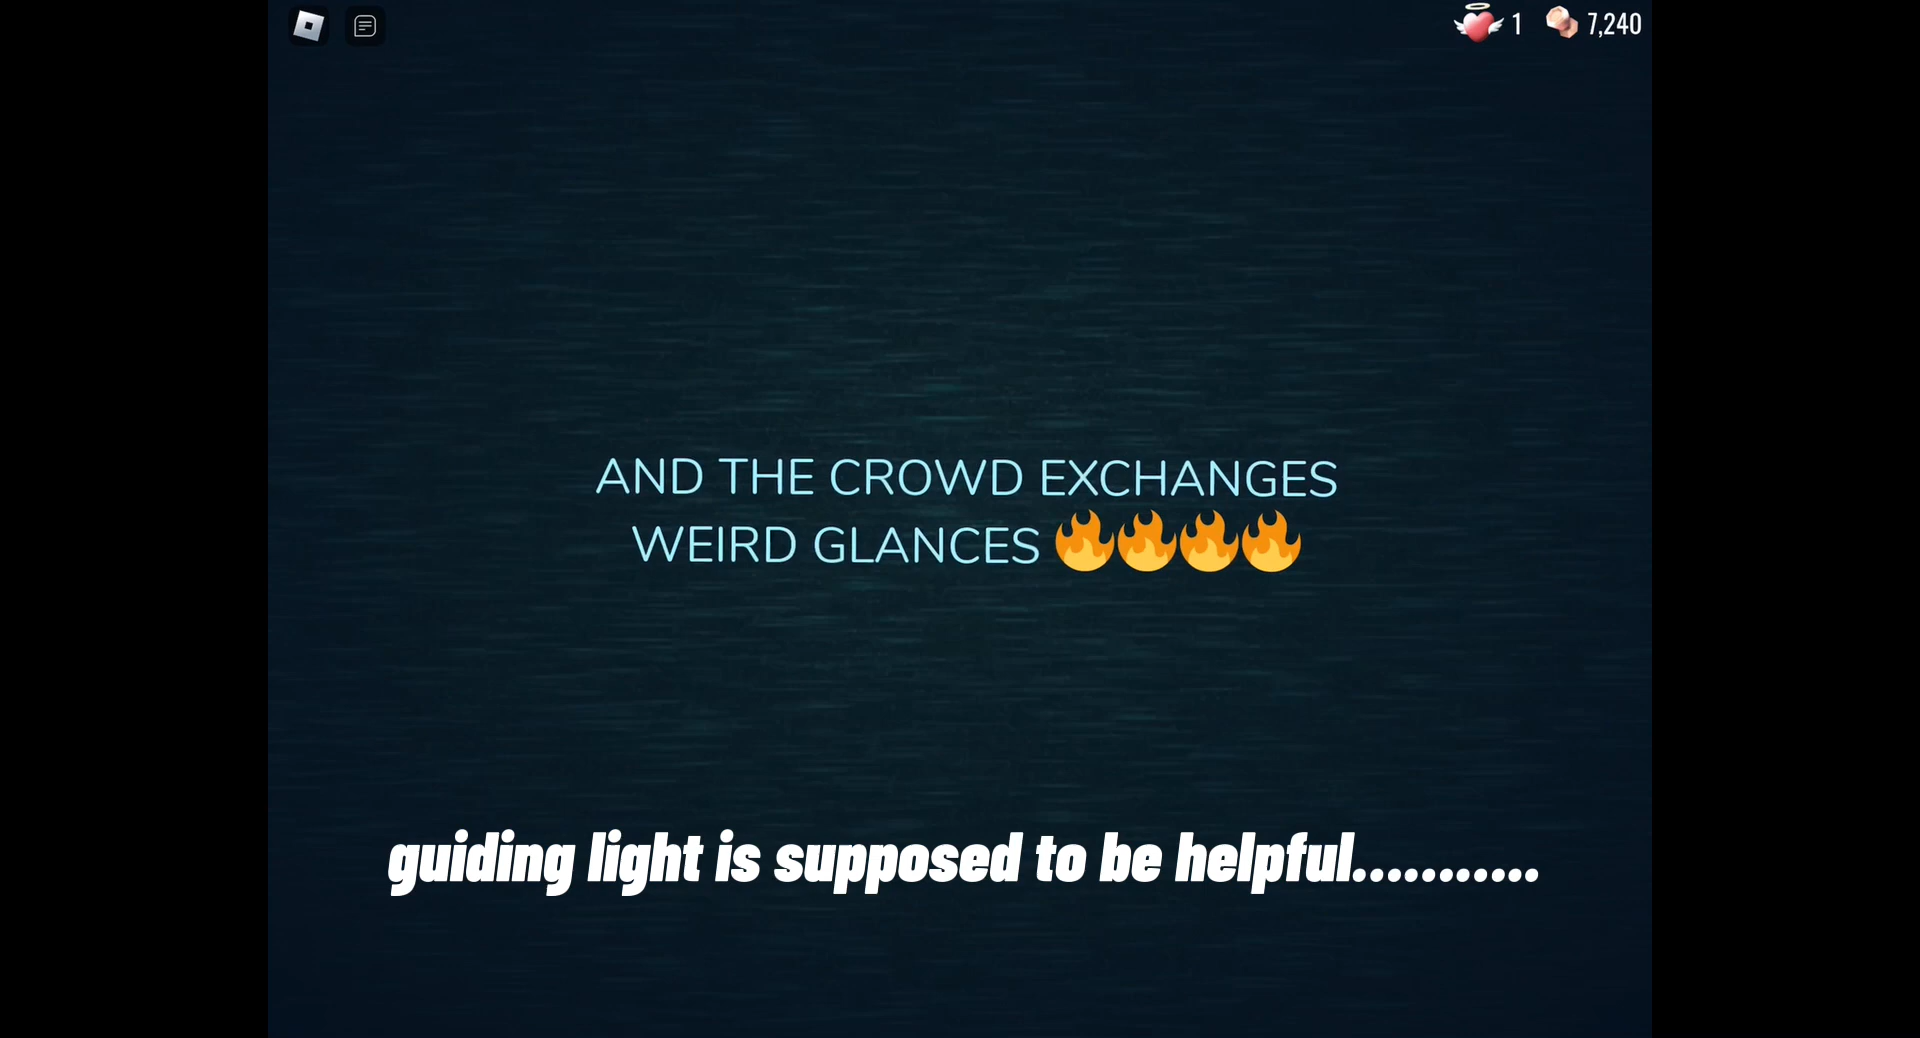 1 7,240
AND THE CROWD EXCHANGES
WEIRD GLANCES 🔥🔥🔥🔥
guiding light is supposed to be helpful...........